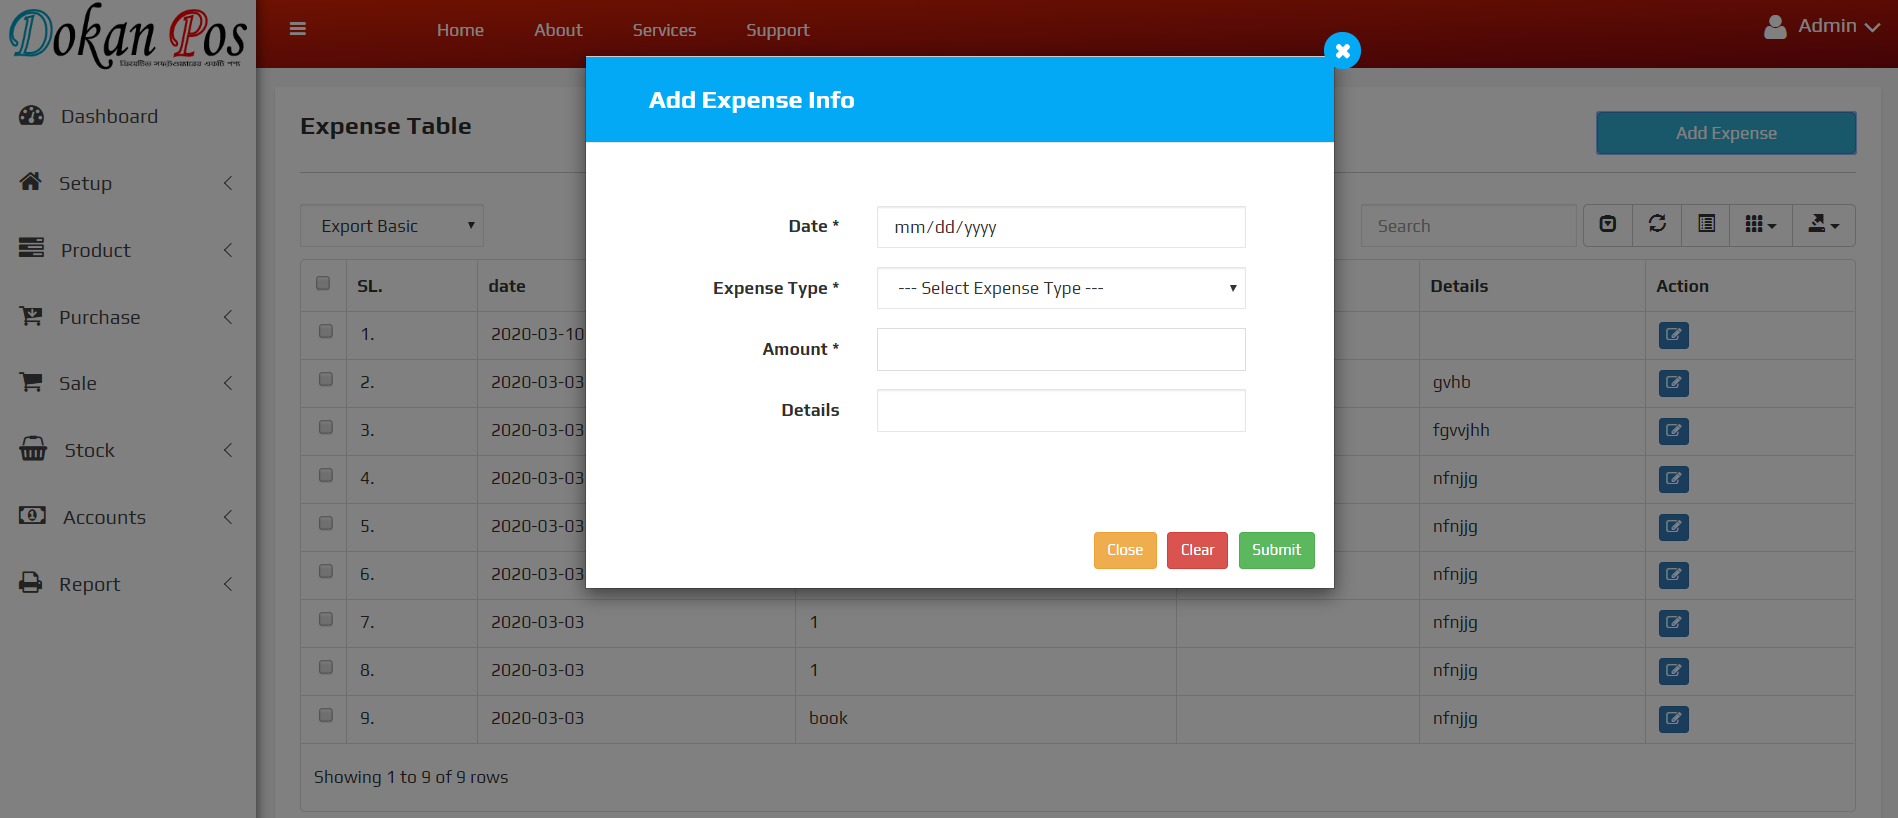 Dokan Pos
Home About Services Support
Admin
Add Expense Info
Dashboard
Setup
Product
Purchase
Sale
Stock
Accounts
Report
Expense Table
Add Expense
Export Basic
Search
Date *
mm/dd/yyyy
Expense Type *
--- Select Expense Type ---
Amount *
Details
Close Clear Submit
SL. date Details Action
1. 2020-03-10
2. 2020-03-03 gvhb
3. 2020-03-03 fgvvjhh
4. 2020-03-03 nfnjjg
5. 2020-03-03 nfnjjg
6. 2020-03-03 nfnjjg
7. 2020-03-03 1 nfnjjg
8. 2020-03-03 1 nfnjjg
9. 2020-03-03 book nfnjjg
Showing 1 to 9 of 9 rows